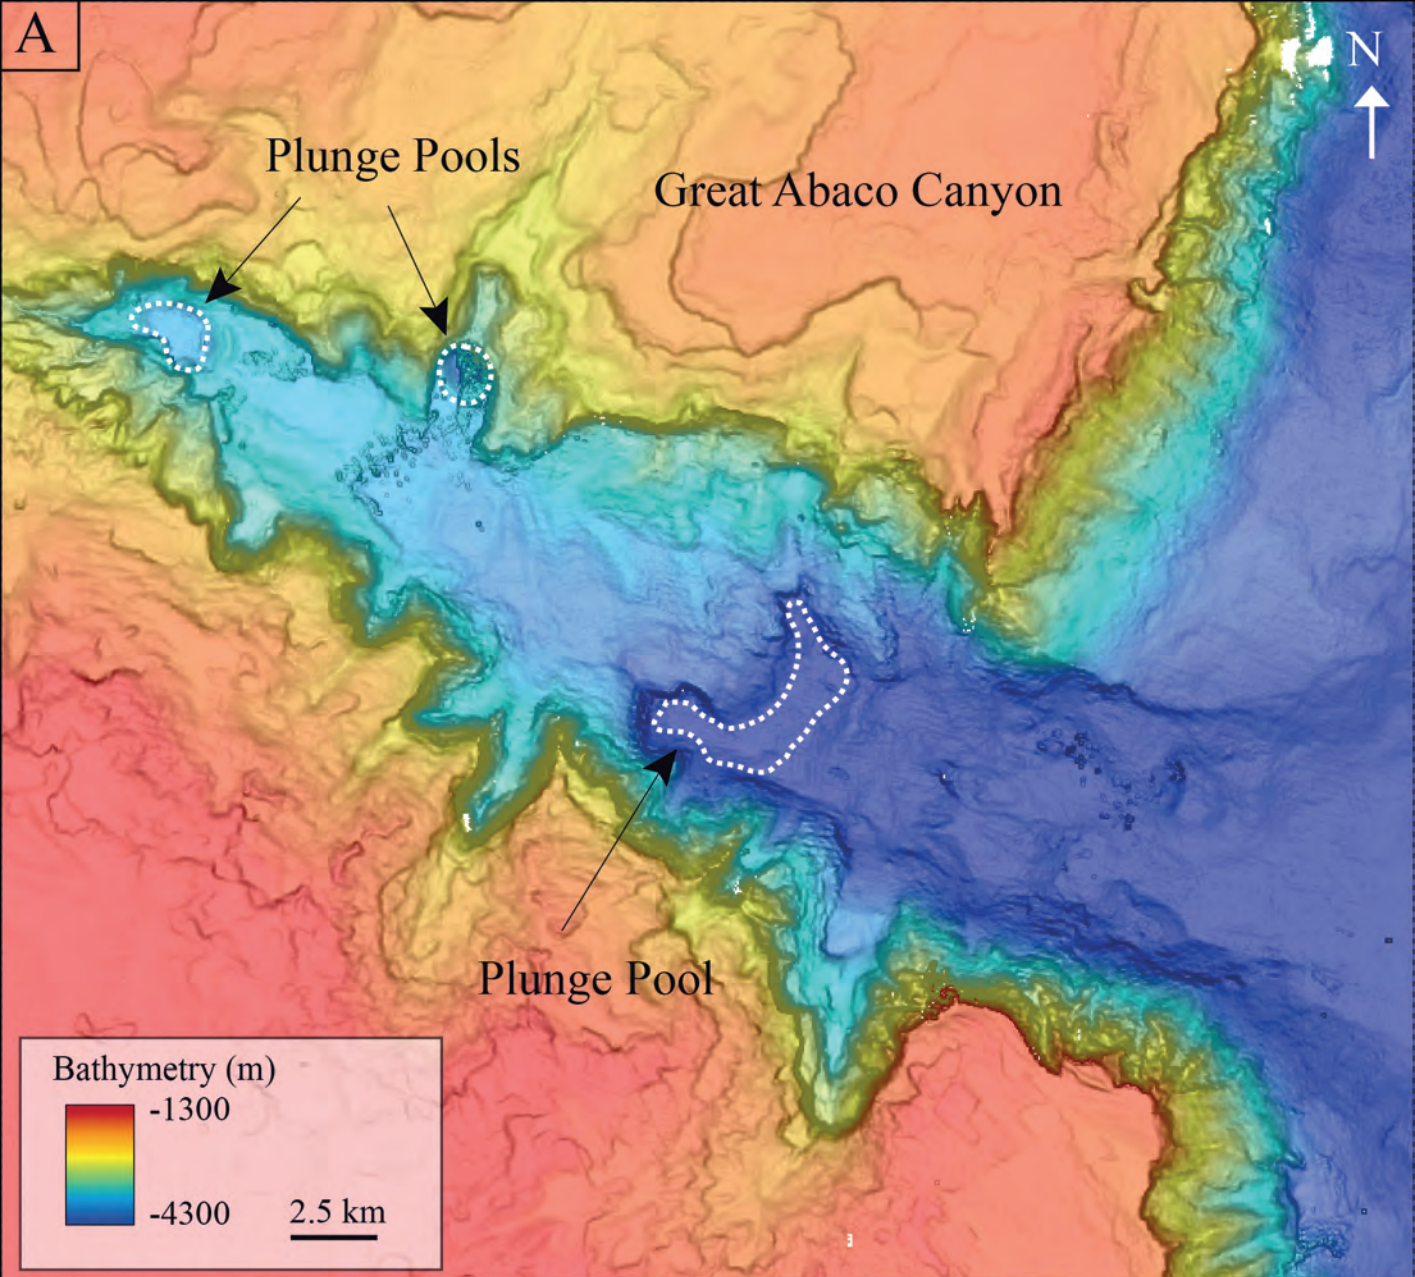 A
N
Plunge Pools
Great Abaco Canyon
Plunge Pool
Bathymetry (m)
-1300
-4300
2.5 km